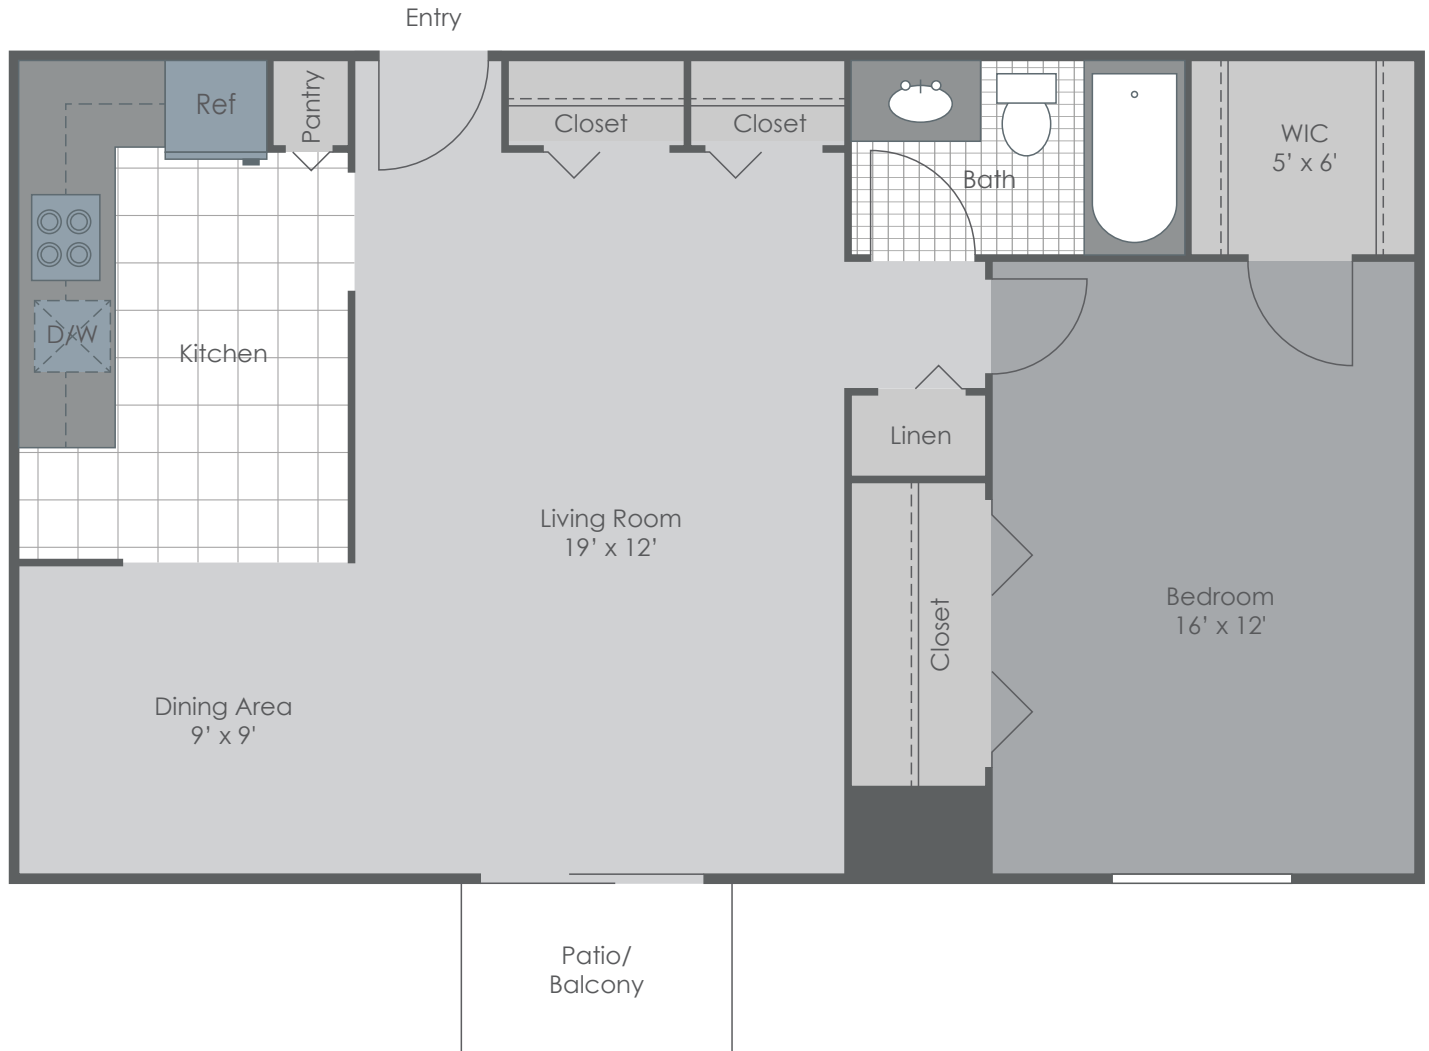 Entry
Ref
Pantry
Closet
Closet
WIC
5’ x 6'
Bath
D/W
Kitchen
Linen
Living Room
19’ x 12’
Closet
Bedroom
16’ x 12'
Dining Area
9’ x 9'
Patio/
Balcony